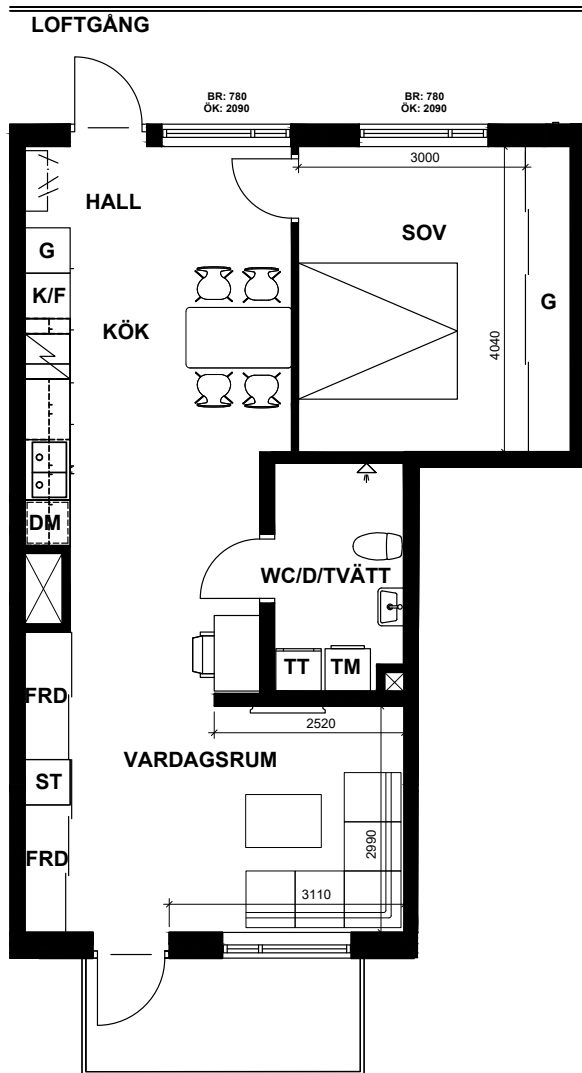 LOFTGÅNG
BR: 780
ÖK: 2090
BR: 780
ÖK: 2090
3000
HALL
SOV
G
K/F
G
KÖK
4040
DM
WC/D/TVÄTT
TT
TM
FRD
2520
VARDAGSRUM
ST
2990
FRD
3110